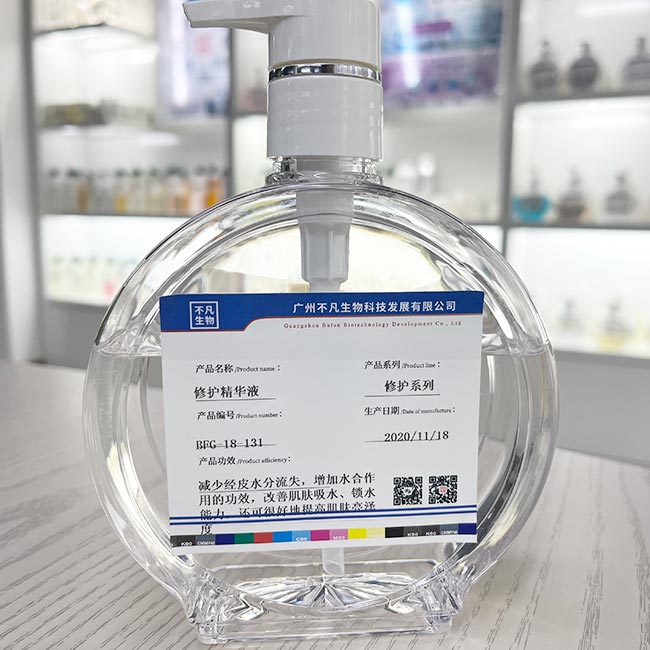 不凡
生物
广州不凡生物科技发展有限公司
Guangzhou Bufan Biotechnology Development Co., Ltd
产品名称/Product name：
产品系列/Product line：
修护精华液
修护系列
产品编号/Product number：
生产日期/Date of manufacture：
BFG-18-131
2020/11/18
产品功效/Product efficiency：
减少经皮水分流失，增加水合作
用的功效，改善肌肤吸水、锁水
能力，还可很好地提高肌肤亮泽
度